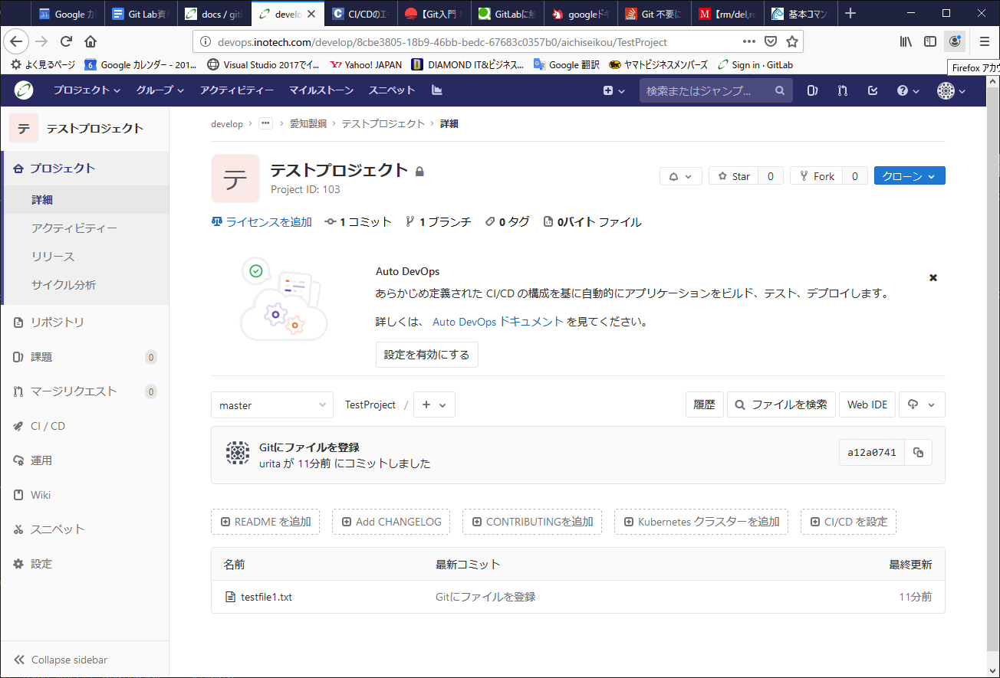 Google カ
Git Lab資
docs / gitl
develo
CI/CDのエ
【Git入門
GitLabに触
googleドキ
Git 不要に
【rm/del,rc
基本コマン
devops.inotech.com/develop/8cbe3805-18b9-46bb-bedc-67683c0357b0/aichiseikou/TestProject
よく見るページ
Google カレンダー - 201...
Visual Studio 2017でイ...
Yahoo! JAPAN
DIAMOND IT&ビジネス...
Google 翻訳
ヤマトビジネスメンバーズ
Sign in · GitLab
Firefox アカウ
プロジェクト
グループ
アクティビティー
マイルストーン
スニペット
検索またはジャンプ...
テ
テストプロジェクト
プロジェクト
詳細
アクティビティー
リリース
サイクル分析
リポジトリ
課題 0
マージリクエスト 0
CI / CD
運用
Wiki
スニペット
設定
Collapse sidebar
develop › ··· › 愛知製鋼 › テストプロジェクト › 詳細
テ
テストプロジェクト
Project ID: 103
Star 0
Fork 0
クローン
ライセンスを追加 1 コミット 1 ブランチ 0 タグ 0バイト ファイル
Auto DevOps
あらかじめ定義された CI/CD の構成を基に自動的にアプリケーションをビルド、テスト、デプロイします。
詳しくは、 Auto DevOps ドキュメント を見てください。
設定を有効にする
master
TestProject /
履歴
ファイルを検索
Web IDE
Gitにファイルを登録
urita が 11分前 にコミットしました
a12a0741
README を追加
Add CHANGELOG
CONTRIBUTINGを追加
Kubernetes クラスターを追加
CI/CD を設定
名前 最新コミット 最終更新
testfile1.txt Gitにファイルを登録 11分前